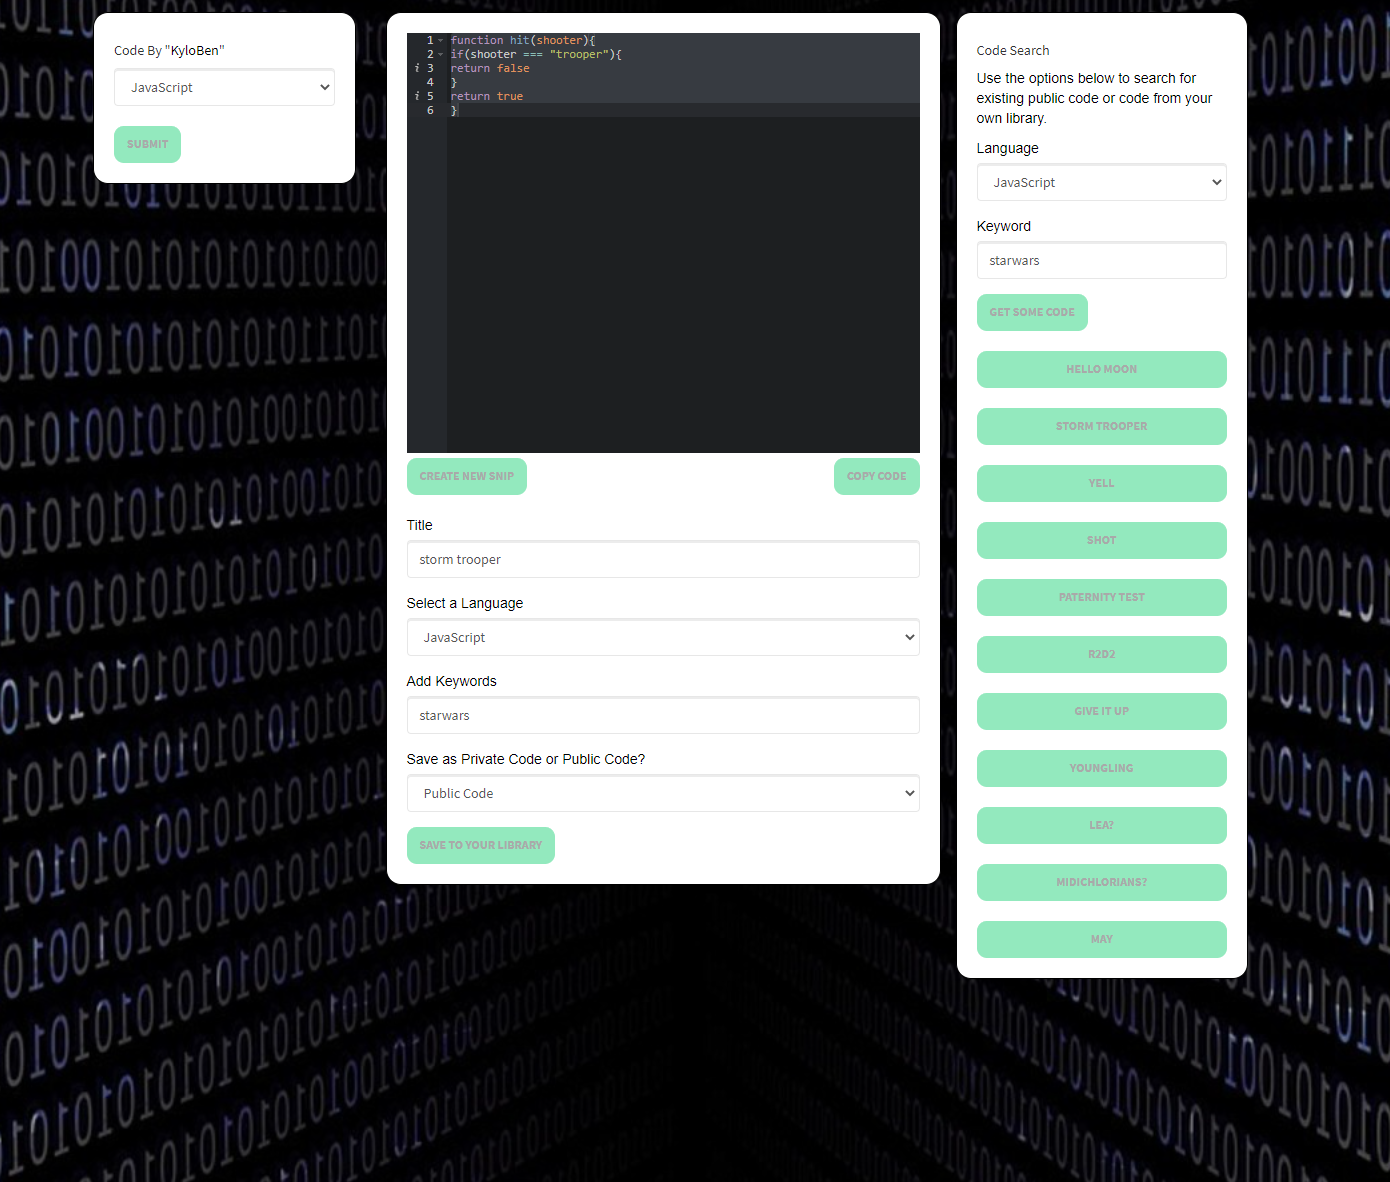 Code By "KyloBen"
JavaScript
SUBMIT
1 function hit(shooter){
2 if(shooter === "trooper"){
i 3 return false
4 }
i 5 return true
6 }
CREATE NEW SNIP
COPY CODE
Title
storm trooper
Select a Language
JavaScript
Add Keywords
starwars
Save as Private Code or Public Code?
Public Code
SAVE TO YOUR LIBRARY
Code Search
Use the options below to search for
existing public code or code from your
own library.
Language
JavaScript
Keyword
starwars
GET SOME CODE
HELLO MOON
STORM TROOPER
YELL
SHOT
PATERNITY TEST
R2D2
GIVE IT UP
YOUNGLING
LEA?
MIDICHLORIANS?
MAY